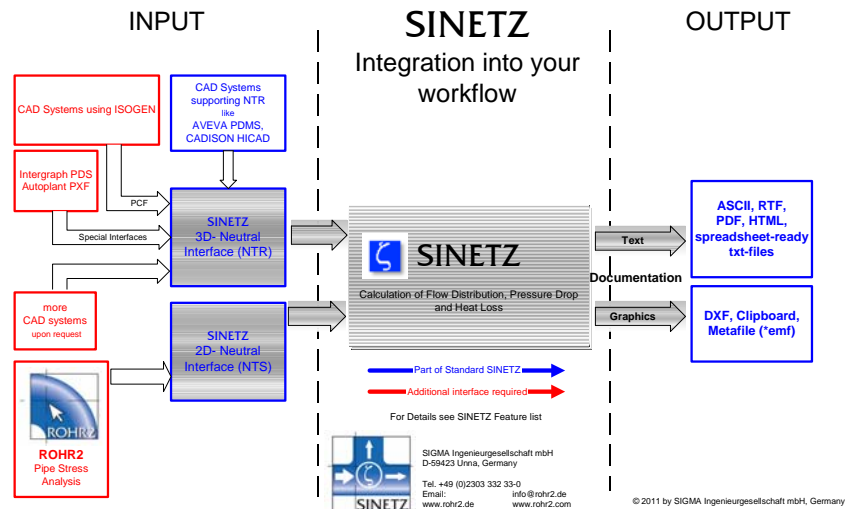 INPUT
SINETZ
Integration into your
workflow
OUTPUT
CAD Systems using ISOGEN
CAD Systems
supporting NTR
like
AVEVA PDMS,
CADISON HICAD
Intergraph PDS
Autoplant PXF
PCF
Special Interfaces
SINETZ
3D- Neutral
Interface (NTR)
more
CAD systems
upon request
SINETZ
2D- Neutral
Interface (NTS)
ROHR2
ROHR2
Pipe Stress
Analysis
ζ
SINETZ
Calculation of Flow Distribution, Pressure Drop
and Heat Loss
Text
Documentation
Graphics
ASCII, RTF,
PDF, HTML,
spreadsheet-ready
txt-files
DXF, Clipboard,
Metafile (*emf)
Part of Standard SINETZ
Additional interface required
For Details see SINETZ Feature list
ζ
SINETZ
SIGMA Ingenieurgesellschaft mbH
D-59423 Unna, Germany
Tel. +49 (0)2303 332 33-0
Email: info@rohr2.de
www.rohr2.de www.rohr2.com
© 2011 by SIGMA Ingenieurgesellschaft mbH, Germany